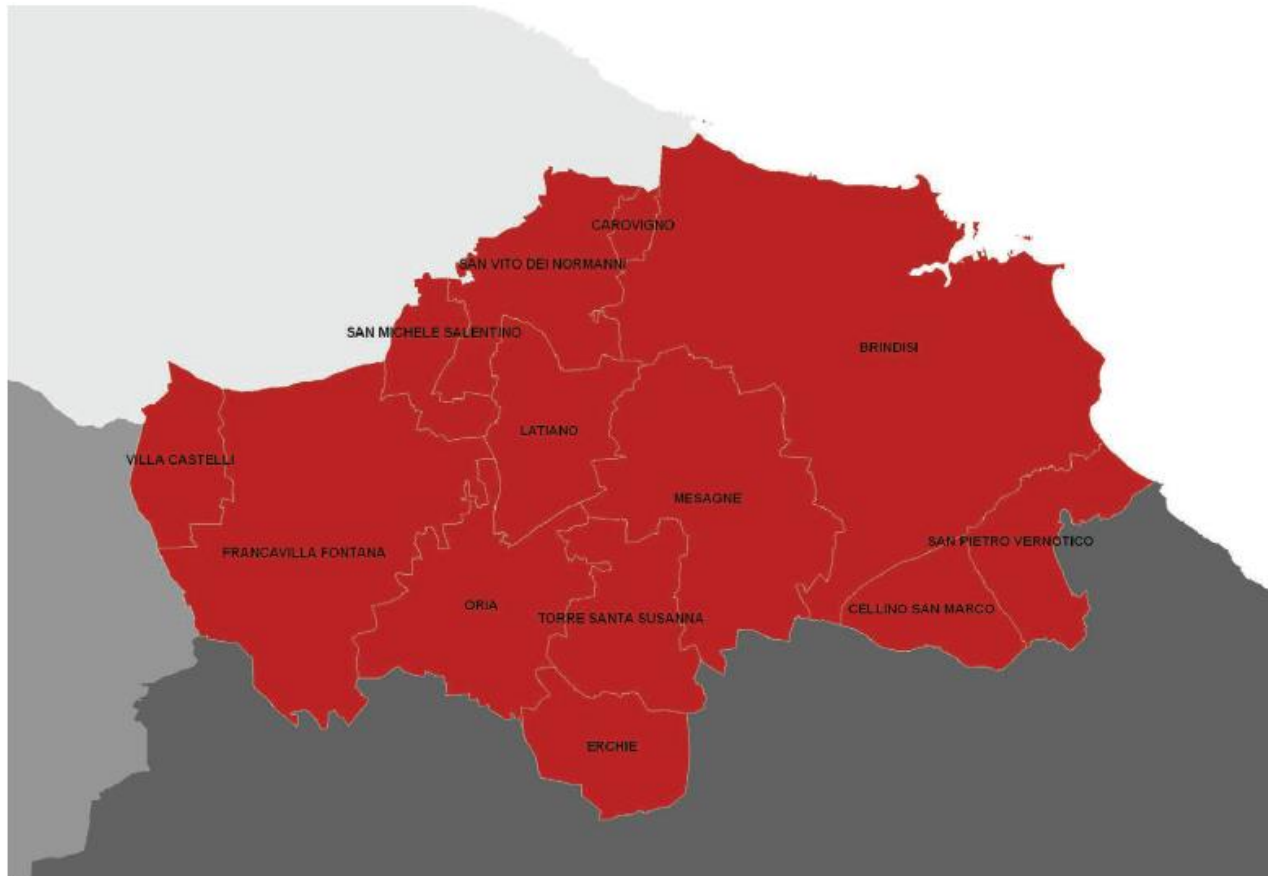 CAROVIGNO
SAN VITO DEI NORMANNI
SAN MICHELE SALENTINO
BRINDISI
LATIANO
VILLA CASTELLI
MESAGNE
SAN PIETRO VERNOTICO
FRANCAVILLA FONTANA
ORIA
CELLINO SAN MARCO
TORRE SANTA SUSANNA
ERCHIE